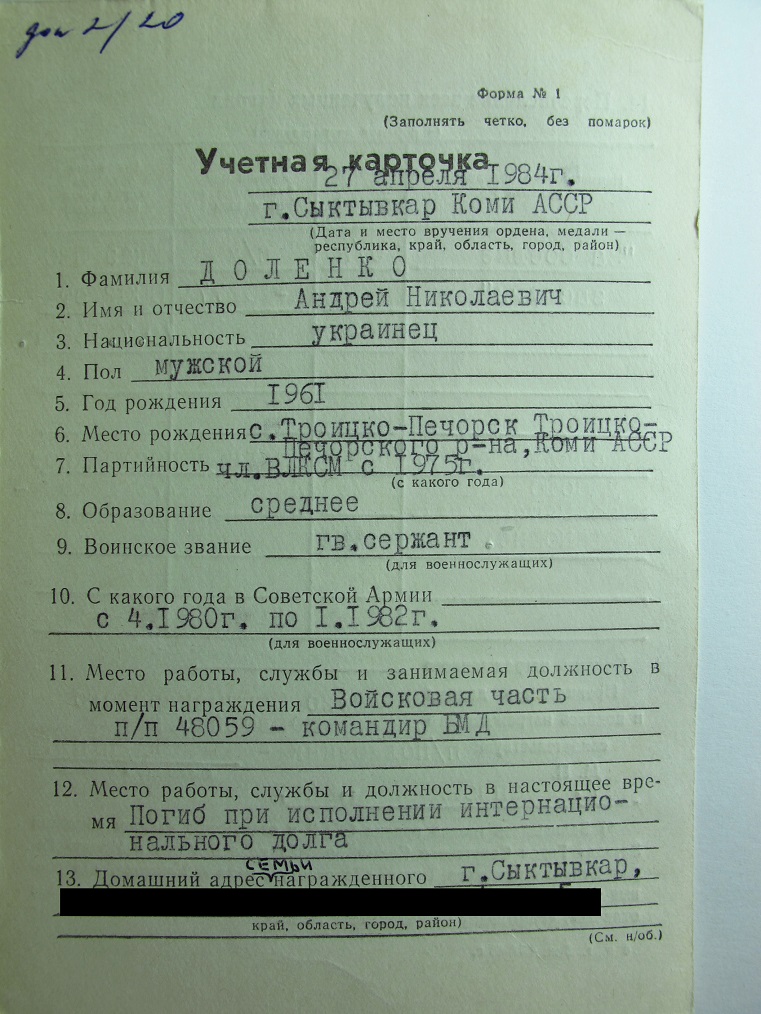 доп 2/20
Форма № 1
(Заполнять четко, без помарок)
Учетная карточка
27 апреля 1984г.
г.Сыктывкар Коми АССР
(Дата и место вручения ордена, медали —
республика, край, область, город, район)
1. Фамилия ДОЛЕНКО
2. Имя и отчество Андрей Николаевич
3. Национальность украинец
4. Пол мужской
5. Год рождения 1961
6. Место рождения с.Троицко-Печорск Троицко-
Печорского р-на, Коми АССР
7. Партийность чл.ВЛКСМ с 1975г.
(с какого года)
8. Образование среднее
9. Воинское звание гв.сержант
(для военнослужащих)
10. С какого года в Советской Армии
с 4.1980г. по 1.1982г.
(для военнослужащих)
11. Место работы, службы и занимаемая должность в
момент награждения Войсковая часть
п/п 48059 - командир БМД
12. Место работы, службы и должность в настоящее вре-
мя Погиб при исполнении интернацио-
нального долга
13. Домашний адрес семьи награжденного г.Сыктывкар,
край, область, город, район)
(См. н/об.)